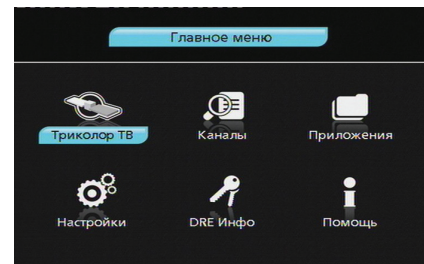 Главное меню
Триколор ТВ
Каналы
Приложения
Настройки
DRE Инфо
Помощь